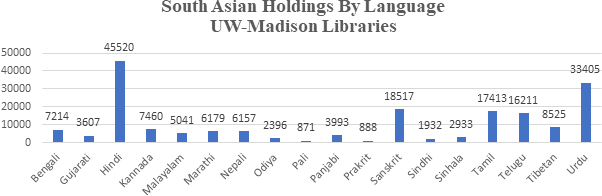 South Asian Holdings By Language
UW-Madison Libraries
50000
40000
30000
20000
10000
0
7214
3607
45520
7460
5041
6179
6157
2396
871
3993
888
18517
1932
2933
17413
16211
8525
33405
Bengali
Gujarati
Hindi
Kannada
Malayalam
Marathi
Nepali
Odiya
Pali
Panjabi
Prakrit
Sanskrit
Sindhi
Sinhala
Tamil
Telugu
Tibetan
Urdu